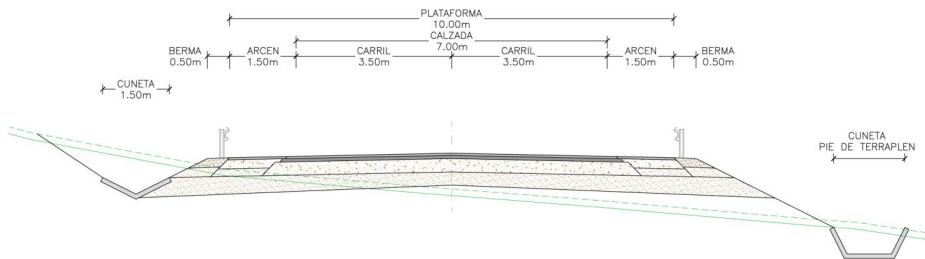 PLATAFORMA
10.00m
CALZADA
7.00m
BERMA ARCEN CARRIL CARRIL ARCEN BERMA
0.50m 1.50m 3.50m 3.50m 1.50m 0.50m
CUNETA
1.50m
CUNETA
PIE DE TERRAPLEN